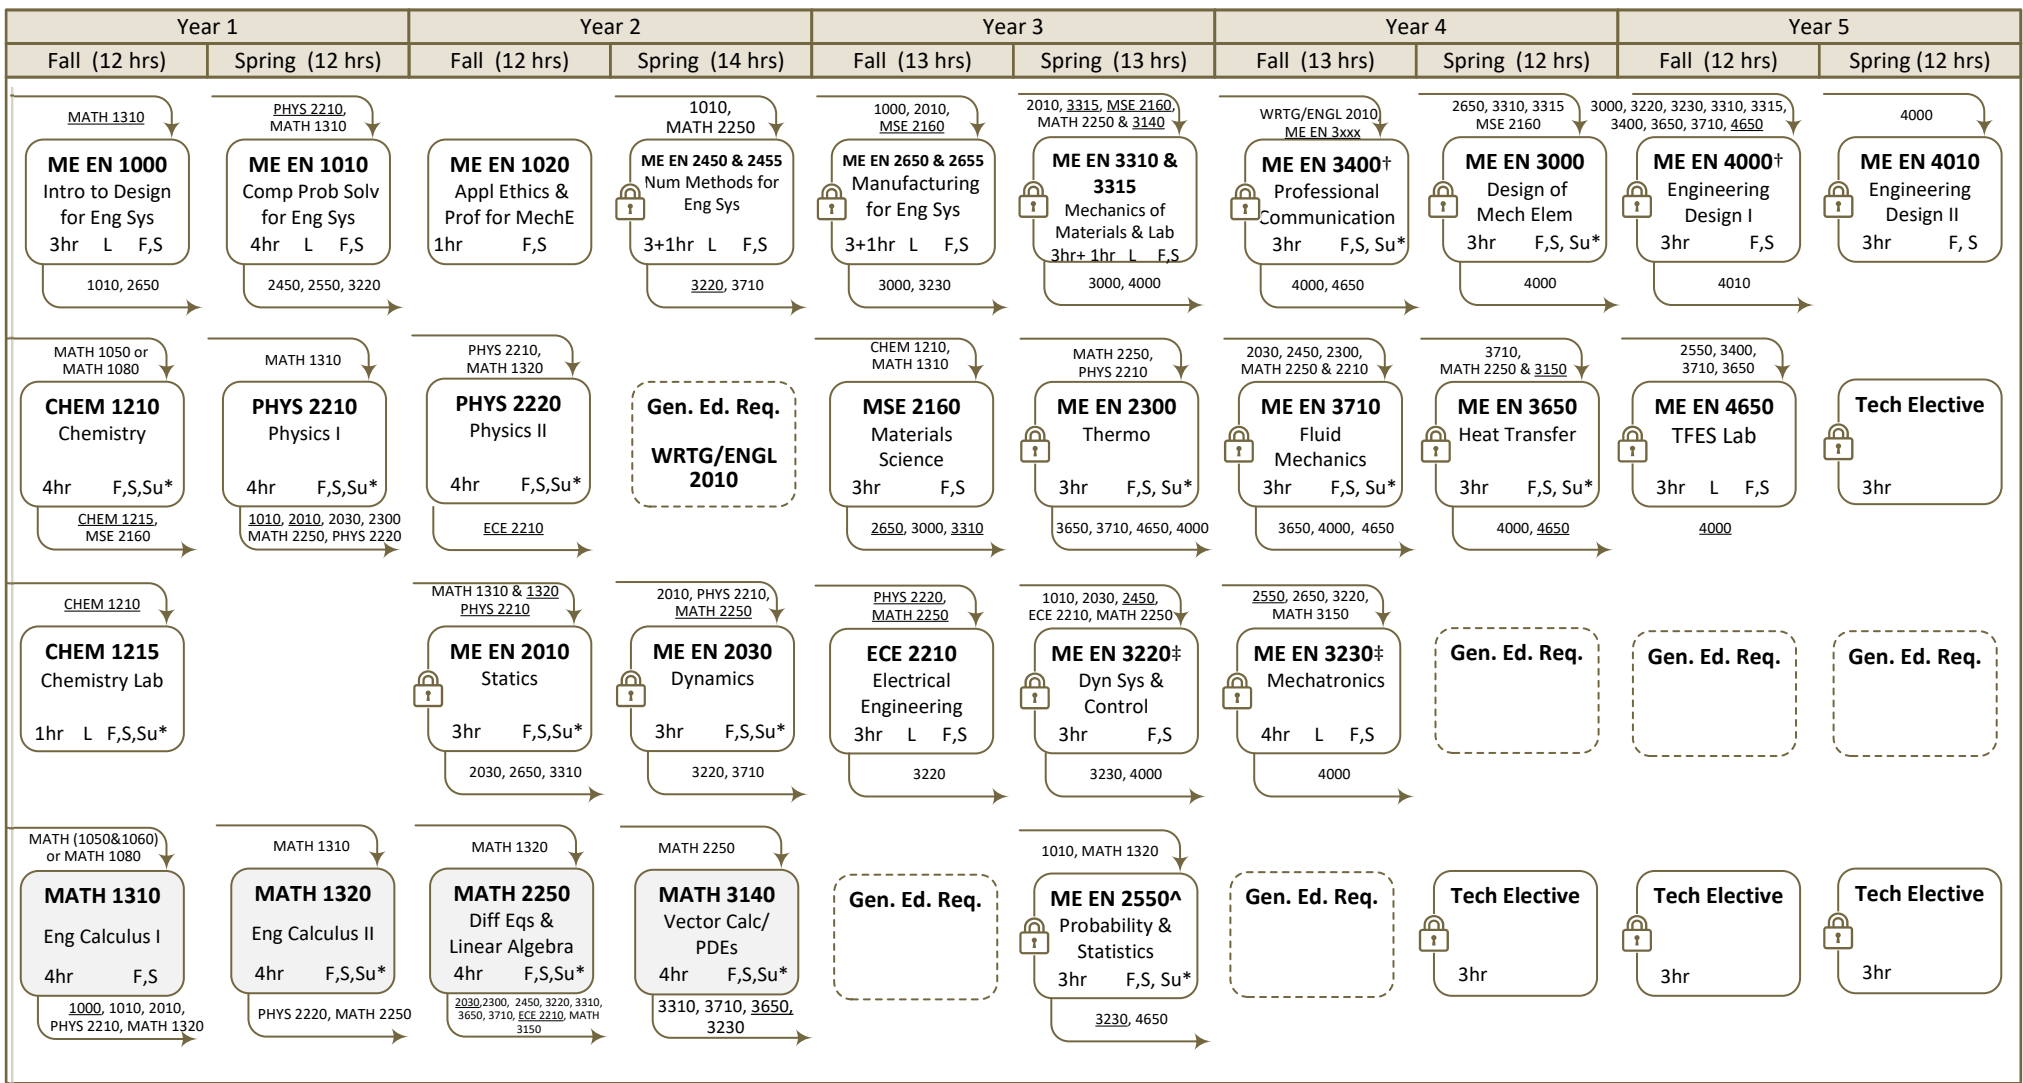 Year 1
Year 2
Year 3
Year 4
Year 5
Fall (12 hrs)
Spring (12 hrs)
Fall (12 hrs)
Spring (14 hrs)
Fall (13 hrs)
Spring (13 hrs)
Fall (13 hrs)
Spring (12 hrs)
Fall (12 hrs)
Spring (12 hrs)
MATH 1310
ME EN 1000
Intro to Design
for Eng Sys
3hr L F,S
1010, 2650
PHYS 2210,
MATH 1310
ME EN 1010
Comp Prob Solv
for Eng Sys
4hr L F,S
2450, 2550, 3220
ME EN 1020
Appl Ethics &
Prof for MechE
1hr F,S
1010,
MATH 2250
ME EN 2450 & 2455
Num Methods for
Eng Sys
3+1hr L F,S
3220, 3710
1000, 2010,
MSE 2160
ME EN 2650 & 2655
Manufacturing
for Eng Sys
3+1hr L F,S
3000, 3230
2010, 3315, MSE 2160,
MATH 2250 & 3140
ME EN 3310 &
3315
Mechanics of
Materials & Lab
3hr+ 1hr L F,S
3000, 4000
WRTG/ENGL 2010,
ME EN 3xxx
ME EN 3400†
Professional
Communication
3hr F,S, Su*
4000, 4650
2650, 3310, 3315
MSE 2160
ME EN 3000
Design of
Mech Elem
3hr F,S, Su*
4000
3000, 3220, 3230, 3310, 3315,
3400, 3650, 3710, 4650
ME EN 4000†
Engineering
Design I
3hr F,S
4010
4000
ME EN 4010
Engineering
Design II
3hr F, S
MATH 1050 or
MATH 1080
CHEM 1210
Chemistry
4hr F,S,Su*
CHEM 1215,
MSE 2160
MATH 1310
PHYS 2210
Physics I
4hr F,S,Su*
1010, 2010, 2030, 2300
MATH 2250, PHYS 2220
PHYS 2210,
MATH 1320
PHYS 2220
Physics II
4hr F,S,Su*
ECE 2210
Gen. Ed. Req.
WRTG/ENGL
2010
CHEM 1210,
MATH 1310
MSE 2160
Materials
Science
3hr F,S
2650, 3000, 3310
MATH 2250,
PHYS 2210
ME EN 2300
Thermo
3hr F,S, Su*
3650, 3710, 4650, 4000
2030, 2450, 2300,
MATH 2250 & 2210
ME EN 3710
Fluid
Mechanics
3hr F,S, Su*
3650, 4000, 4650
3710,
MATH 2250 & 3150
ME EN 3650
Heat Transfer
3hr F,S, Su*
4000, 4650
2550, 3400,
3710, 3650
ME EN 4650
TFES Lab
3hr L F,S
4000
Tech Elective
3hr
CHEM 1210
CHEM 1215
Chemistry Lab
1hr L F,S,Su*
MATH 1310 & 1320
PHYS 2210
ME EN 2010
Statics
3hr F,S,Su*
2030, 2650, 3310
2010, PHYS 2210,
MATH 2250
ME EN 2030
Dynamics
3hr F,S,Su*
3220, 3710
PHYS 2220,
MATH 2250
ECE 2210
Electrical
Engineering
3hr L F,S
3220
1010, 2030, 2450,
ECE 2210, MATH 2250
ME EN 3220‡
Dyn Sys &
Control
3hr F,S
3230, 4000
2550, 2650, 3220,
MATH 3150
ME EN 3230‡
Mechatronics
4hr L F,S
4000
Gen. Ed. Req.
Gen. Ed. Req.
Gen. Ed. Req.
MATH (1050&1060)
or MATH 1080
MATH 1310
Eng Calculus I
4hr F,S
1000, 1010, 2010,
PHYS 2210, MATH 1320
MATH 1310
MATH 1320
Eng Calculus II
4hr F,S,Su*
PHYS 2220, MATH 2250
MATH 1320
MATH 2250
Diff Eqs &
Linear Algebra
4hr F,S,Su*
2030,2300, 2450, 3220, 3310,
3650, 3710, ECE 2210, MATH
3150
MATH 2250
MATH 3140
Vector Calc/
PDEs
4hr F,S,Su*
3310, 3710, 3650,
3230
Gen. Ed. Req.
1010, MATH 1320
ME EN 2550^
Probability &
Statistics
3hr F,S, Su*
3230, 4650
Gen. Ed. Req.
Tech Elective
3hr
Tech Elective
3hr
Tech Elective
3hr